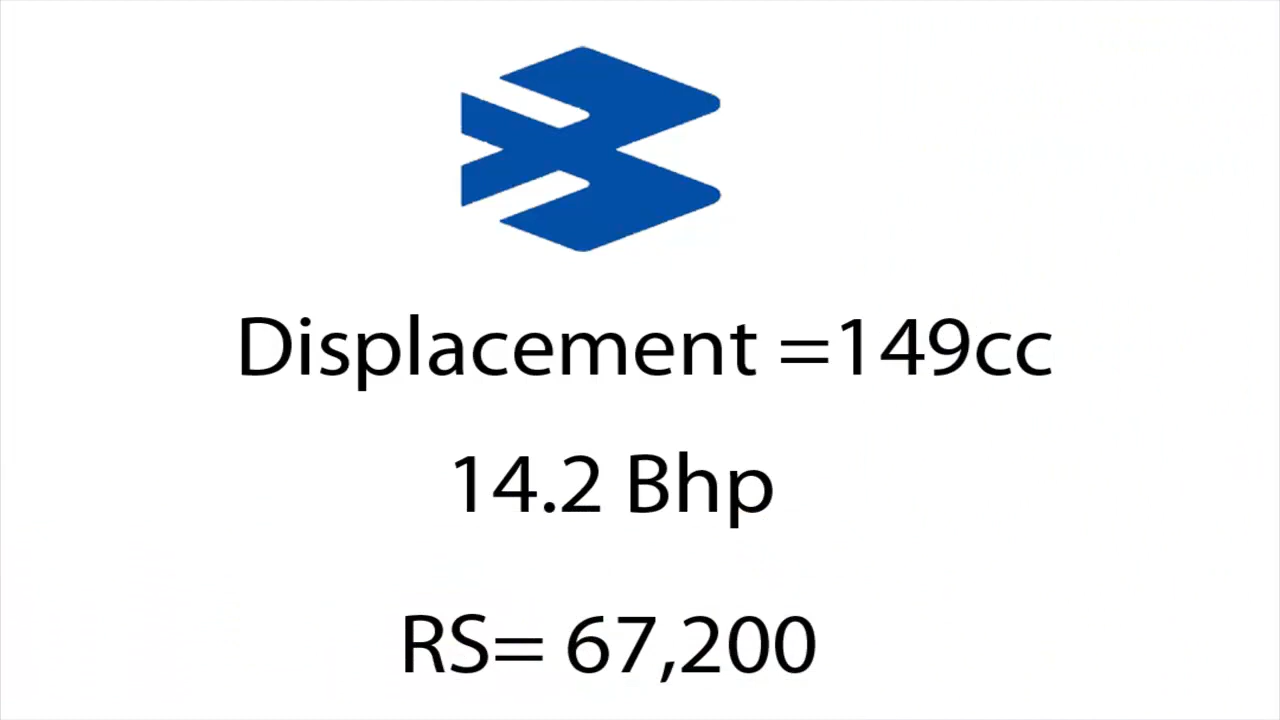 Displacement =149cc
14.2 Bhp
RS= 67,200